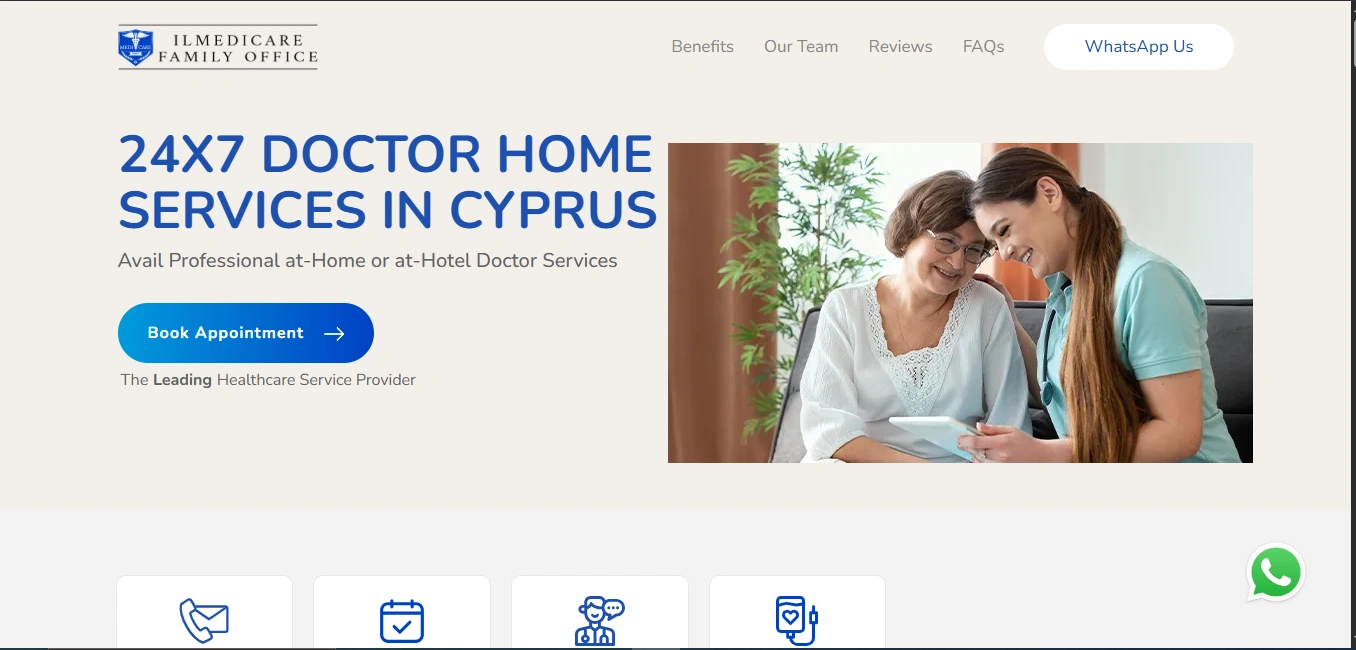 ILMEDICARE
FAMILY OFFICE
MEDICARE
Benefits
Our Team
Reviews
FAQs
WhatsApp Us
24X7 DOCTOR HOME
SERVICES IN CYPRUS
Avail Professional at-Home or at-Hotel Doctor Services
Book Appointment
The Leading Healthcare Service Provider